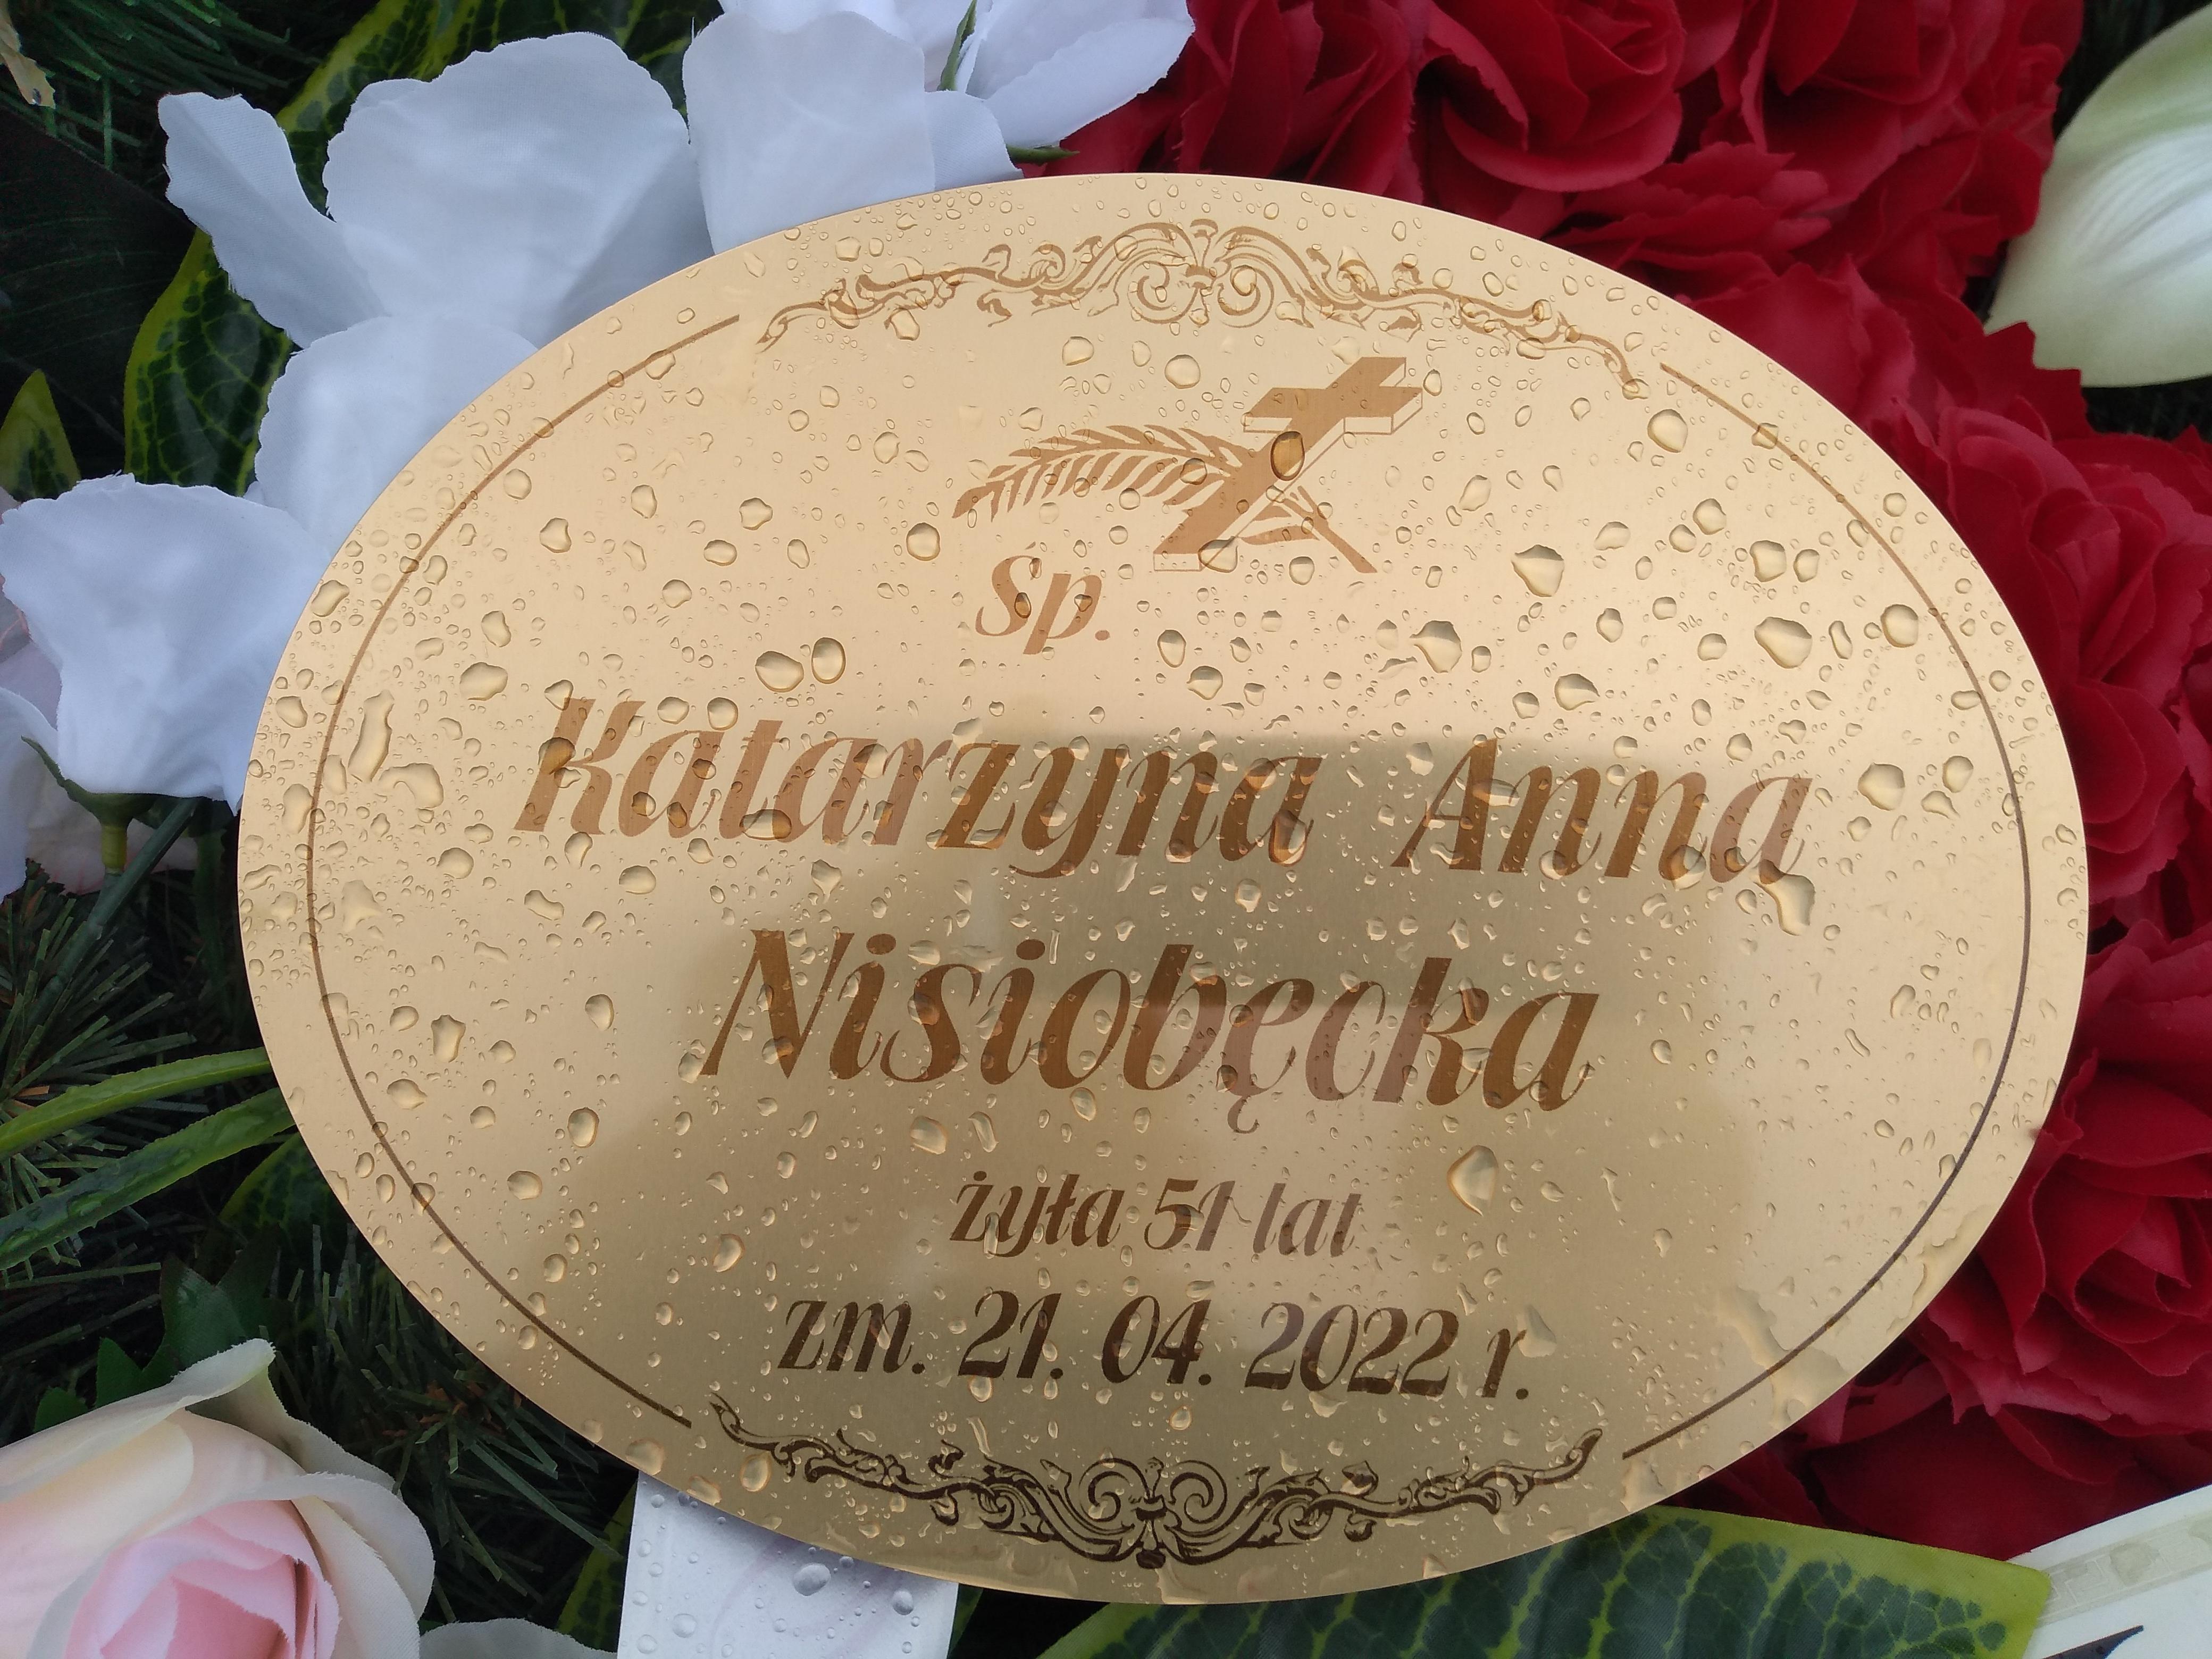 Śp.
Katarzyna Anna
Nisiobęcka
żyła 51 lat
zm. 21. 04. 2022 r.